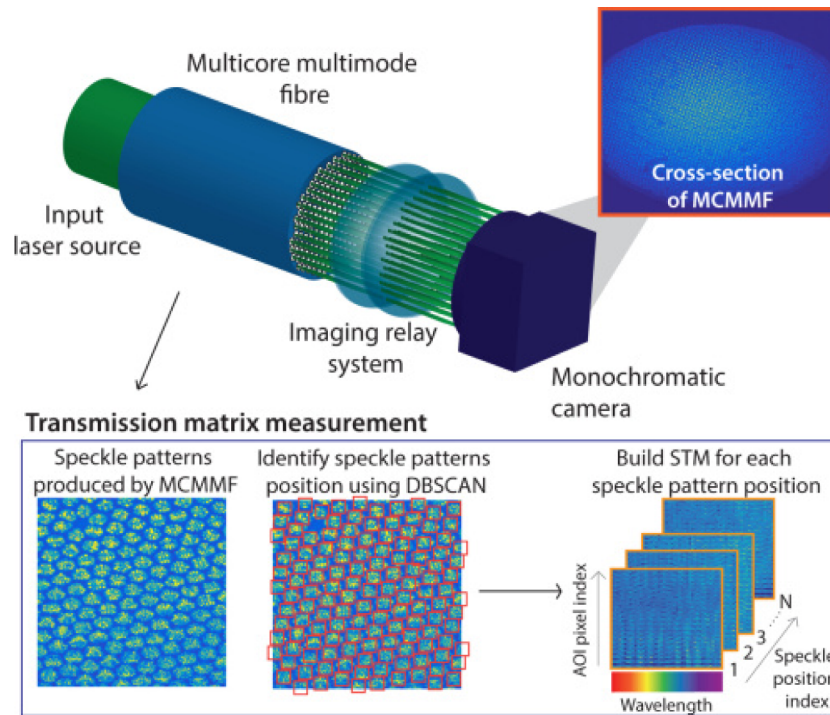 Multicore multimode
fibre
Cross-section
of MCMMF
Input
laser source
Imaging relay
system
Monochromatic
camera
Transmission matrix measurement
Speckle patterns
produced by MCMMF
Identify speckle patterns
position using DBSCAN
Build STM for each
speckle pattern position
AOI pixel index
1
2
3
N
Speckle
position
index
Wavelength